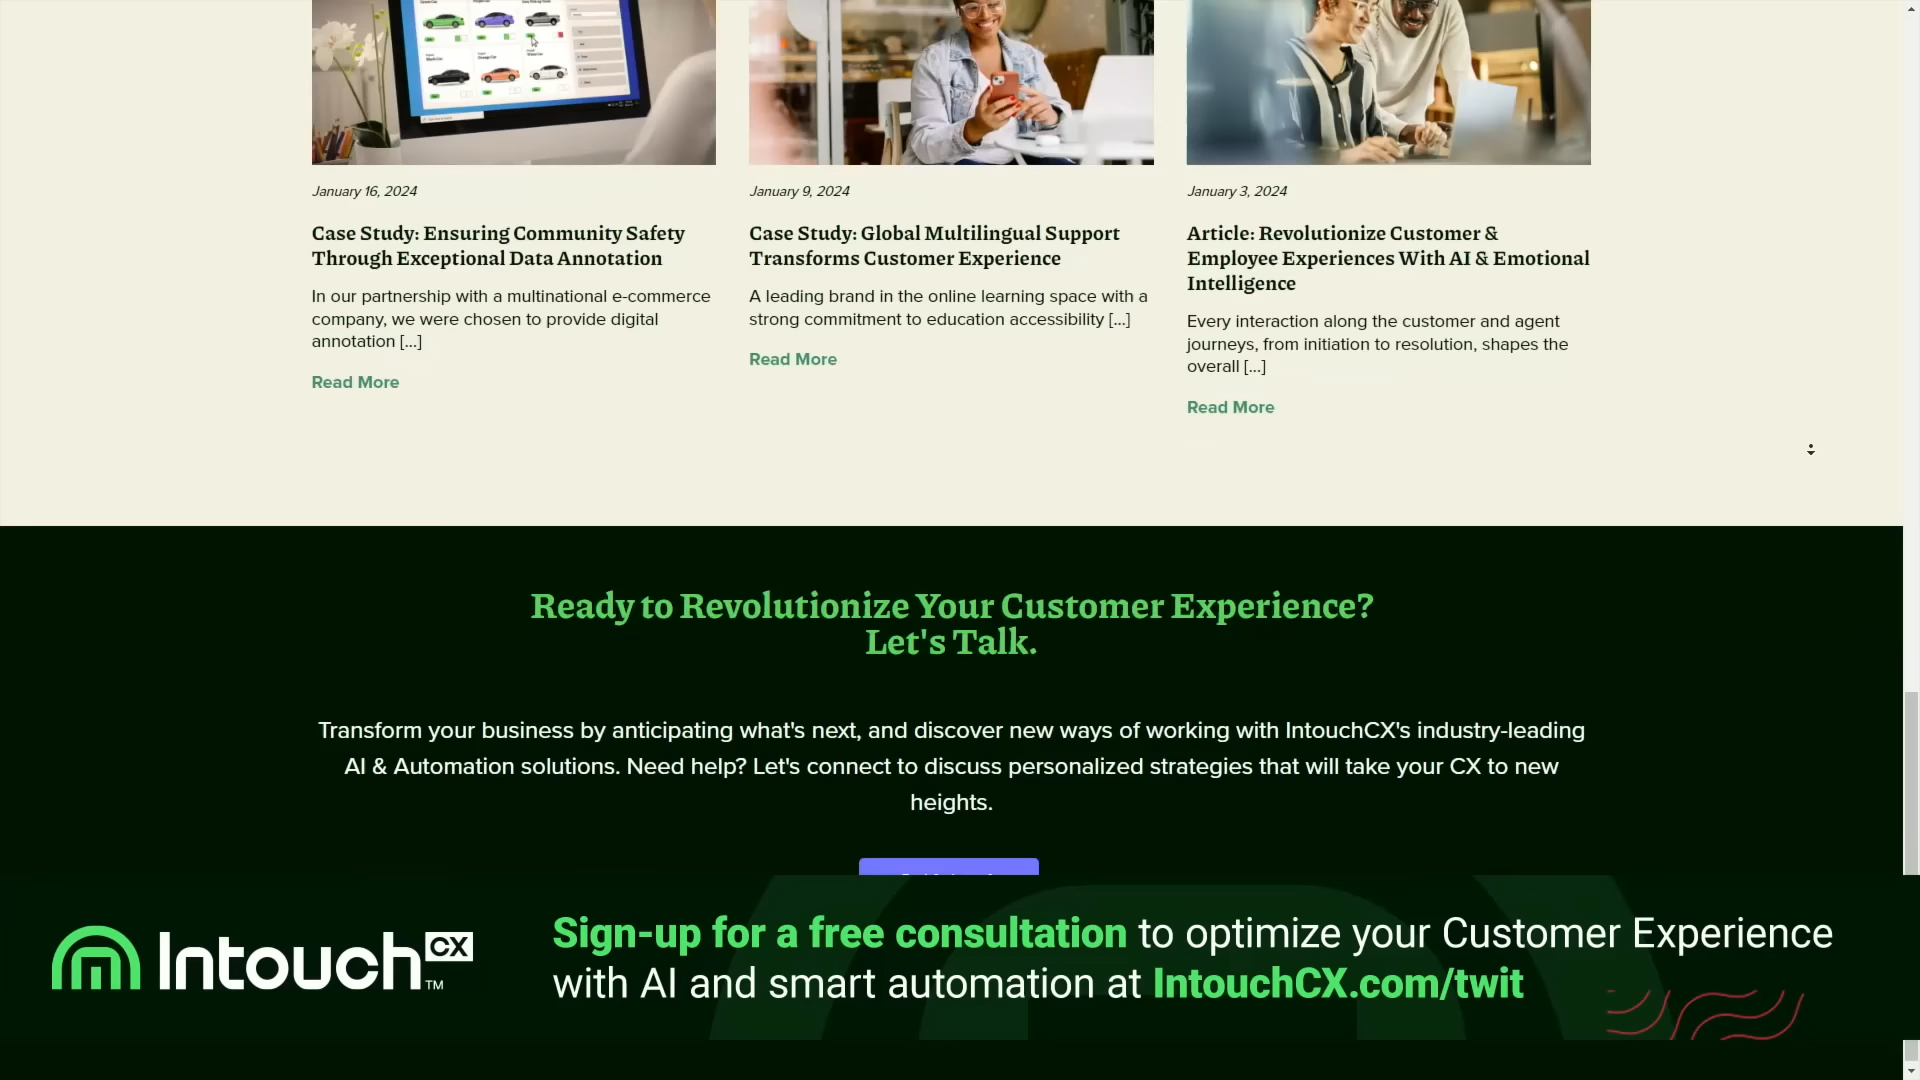 January 16, 2024
Case Study: Ensuring Community Safety
Through Exceptional Data Annotation
In our partnership with a multinational e-commerce
company, we were chosen to provide digital
annotation [...]
Read More
January 9, 2024
Case Study: Global Multilingual Support
Transforms Customer Experience
A leading brand in the online learning space with a
strong commitment to education accessibility [...]
Read More
January 3, 2024
Article: Revolutionize Customer &
Employee Experiences With AI & Emotional
Intelligence
Every interaction along the customer and agent
journeys, from initiation to resolution, shapes the
overall [...]
Read More
Ready to Revolutionize Your Customer Experience?
Let's Talk.
Transform your business by anticipating what's next, and discover new ways of working with IntouchCX's industry-leading
AI & Automation solutions. Need help? Let's connect to discuss personalized strategies that will take your CX to new
heights.
Intouch CX ™
Sign-up for a free consultation to optimize your Customer Experience
with AI and smart automation at IntouchCX.com/twit